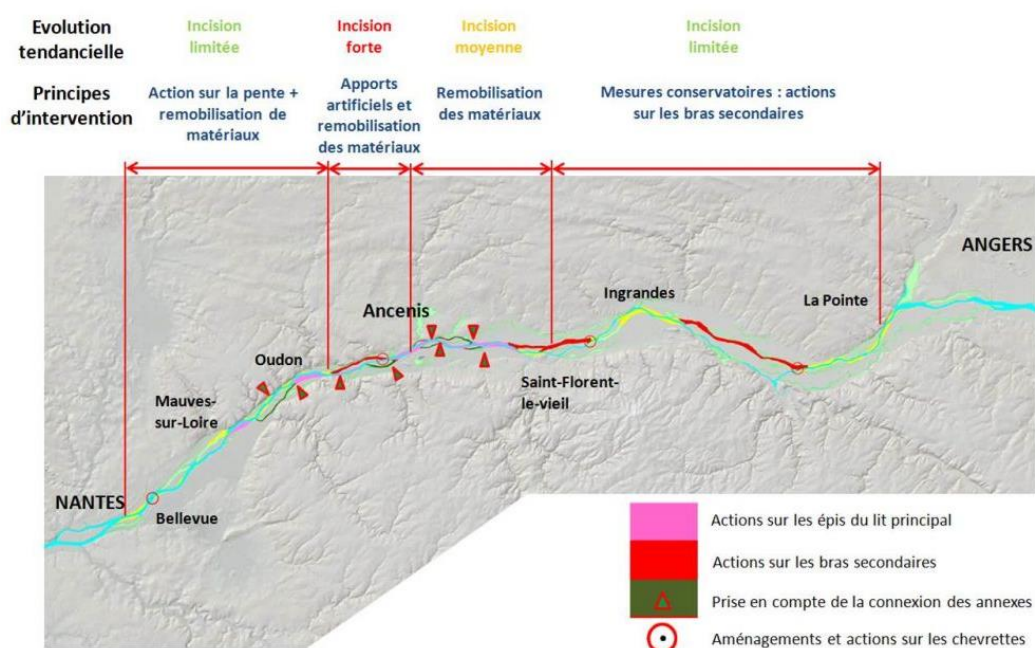 Evolution
tendancielle
Incision
limitée
Incision
forte
Incision
moyenne
Incision
limitée
Principes
d'intervention
Action sur la pente +
remobilisation de
matériaux
Apports
artificiels et
remobilisation
des matériaux
Remobilisation
des matériaux
Mesures conservatoires : actions
sur les bras secondaires
ANGERS
Ingrandes
La Pointe
Ancenis
Oudon
Saint-Florent-
le-vieil
Mauves-
sur-Loire
NANTES
Bellevue
Actions sur les épis du lit principal
Actions sur les bras secondaires
Prise en compte de la connexion des annexes
Aménagements et actions sur les chevrettes